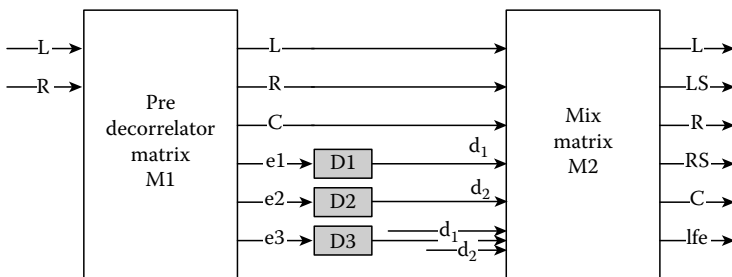 L L L
R Pre decorrelator matrix M1 R Mix matrix M2 LS
C R
e1 D1 d1 RS
e2 D2 d2 C
e3 D3 d1 d2 lfe